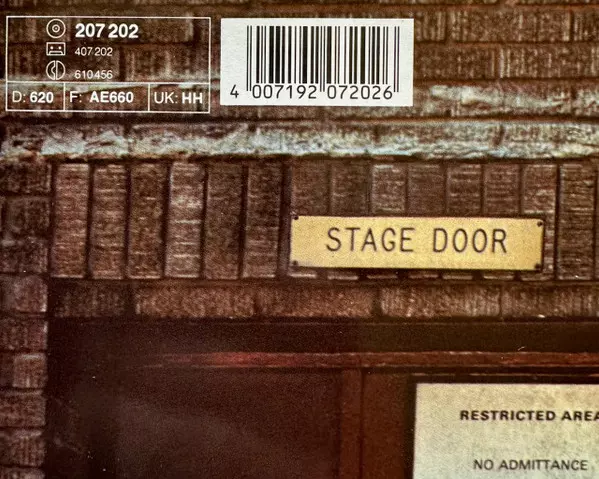 207 202
407 202
610 456
D: 620 F: AE660 UK: HH
4 007192 072026
STAGE DOOR
RESTRICTED AREA
NO ADMITTANCE